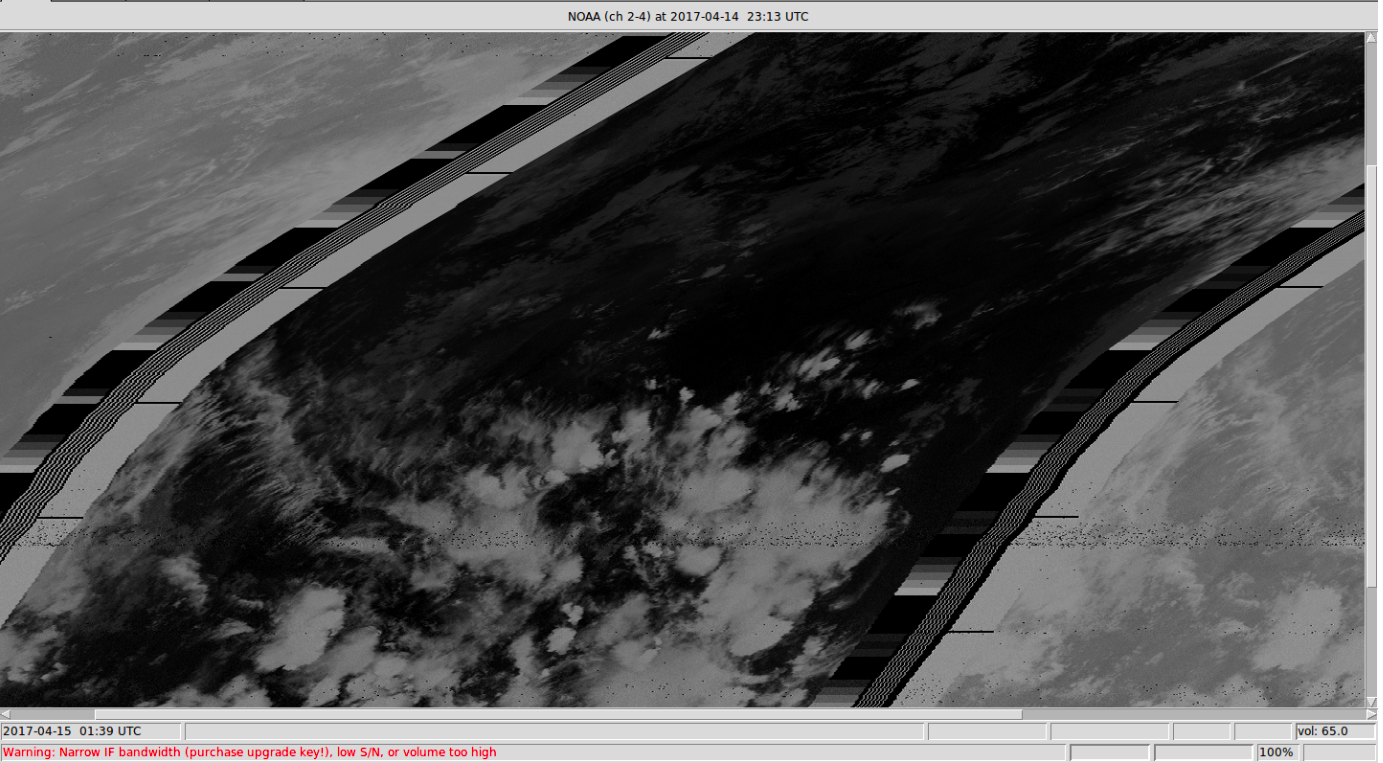 NOAA (ch 2-4) at 2017-04-14  23:13 UTC
2017-04-15  01:39 UTC
vol: 65.0
Warning: Narrow IF bandwidth (purchase upgrade key!), low S/N, or volume too high
100%